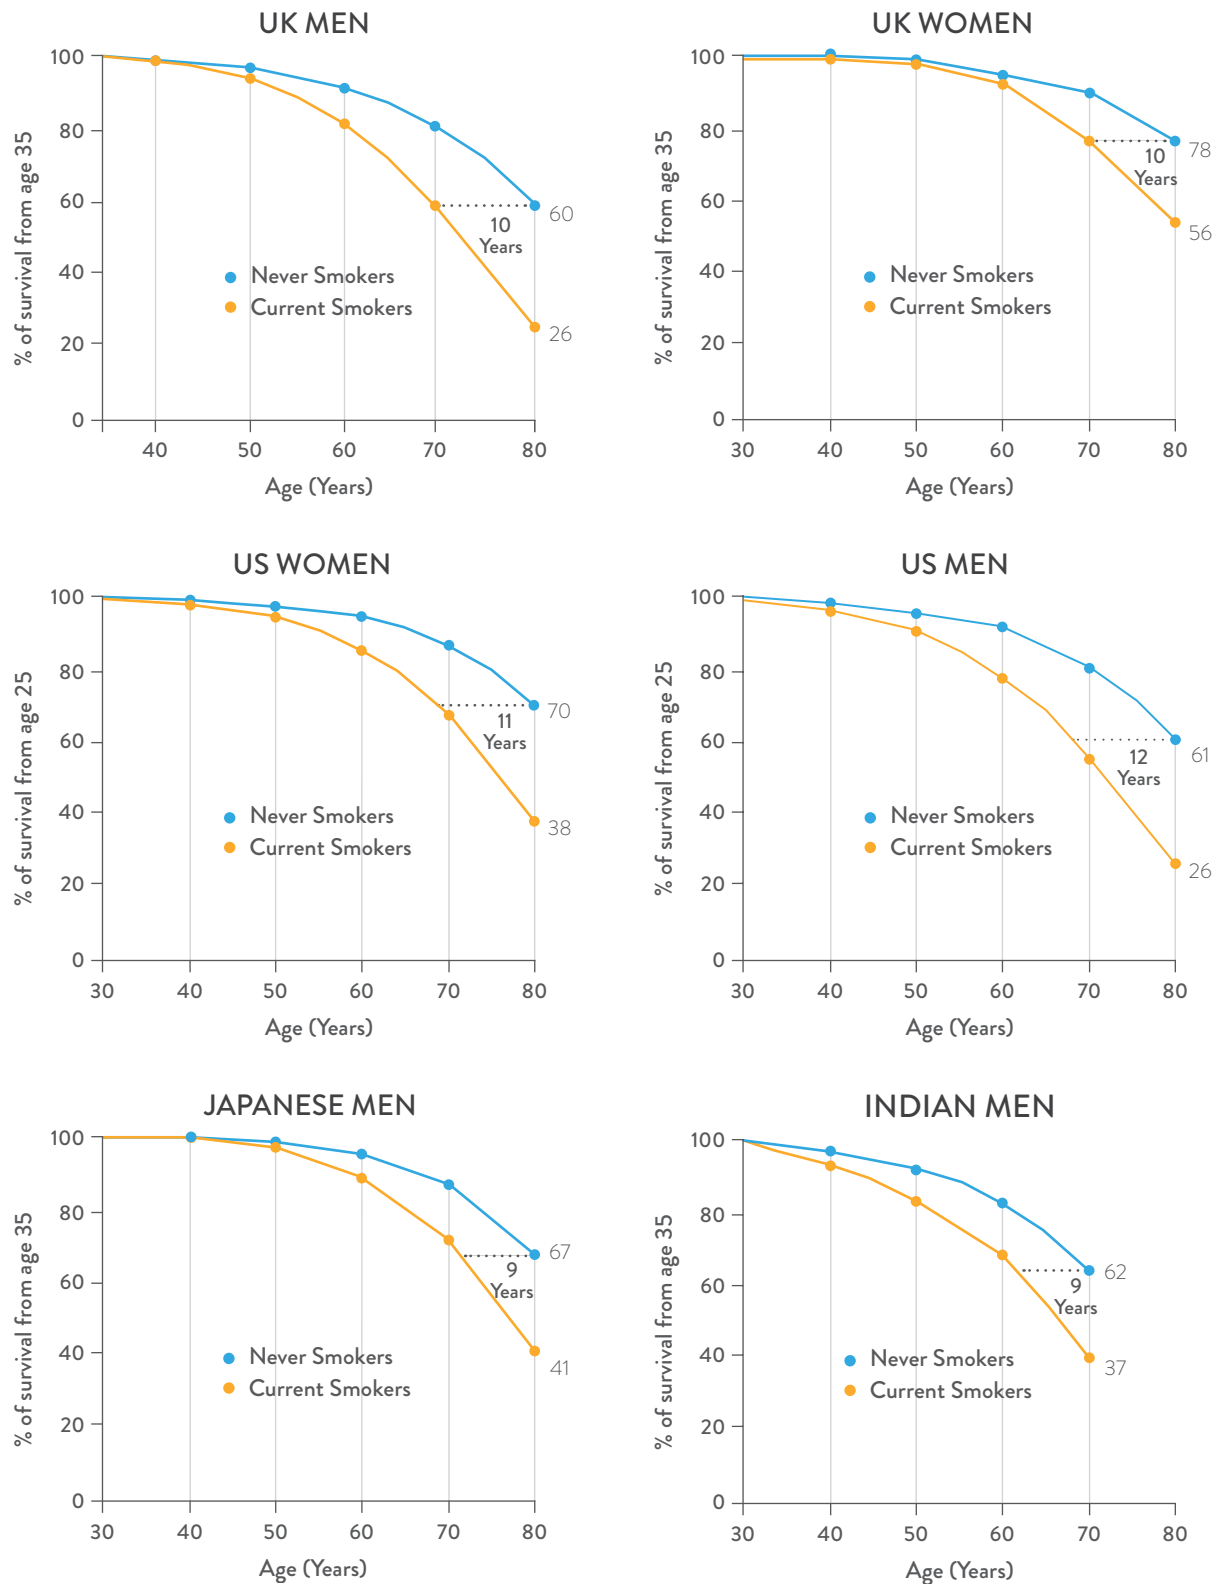 UK MEN
100
80
60
40
20
0
% of survival from age 35
10
Years
60
26
Never Smokers
Current Smokers
40 50 60 70 80
Age (Years)
UK WOMEN
100
80
60
40
20
0
% of survival from age 35
10
Years
78
56
Never Smokers
Current Smokers
30 40 50 60 70 80
Age (Years)
US WOMEN
100
80
60
40
20
0
% of survival from age 25
11
Years
70
38
Never Smokers
Current Smokers
30 40 50 60 70 80
Age (Years)
US MEN
100
80
60
40
20
0
% of survival from age 25
12
Years
61
26
Never Smokers
Current Smokers
30 40 50 60 70 80
Age (Years)
JAPANESE MEN
100
80
60
40
20
0
% of survival from age 35
67
9
Years
41
Never Smokers
Current Smokers
30 40 50 60 70 80
Age (Years)
INDIAN MEN
100
80
60
40
20
0
% of survival from age 35
62
9
Years
37
Never Smokers
Current Smokers
30 40 50 60 70 80
Age (Years)